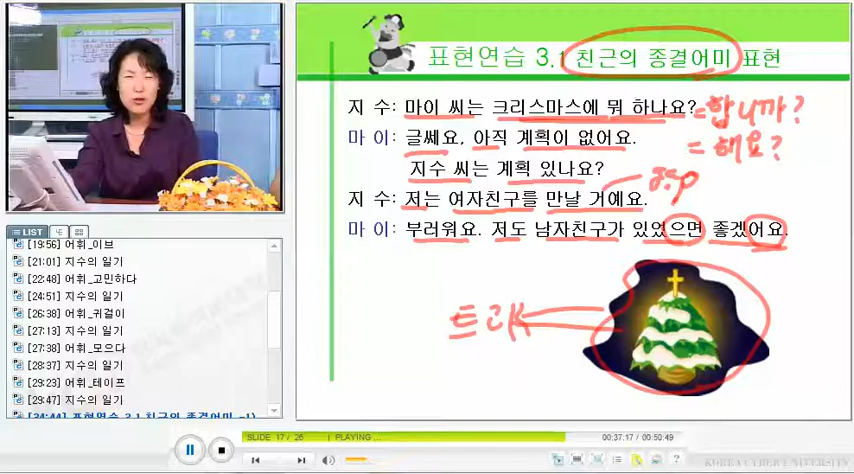 표현연습 3.1 친근의 종결어미 표현
지 수: 마이 씨는 크리스마스에 뭐 하나요? =합니까?
마 이: 글쎄요, 아직 계획이 없어요. =해요?
지수 씨는 계획 있나요?
지 수: 저는 여자친구를 만날 거예요.
마 이: 부러워요. 저도 남자친구가 있었으면 좋겠어요.
트리
LIST
[19:56] 어휘_이브
[21:01] 지수의 일기
[22:48] 어휘_고민하다
[24:51] 지수의 일기
[26:38] 어휘_귀걸이
[27:13] 지수의 일기
[27:38] 어휘_모으다
[28:37] 지수의 일기
[29:23] 어휘_테이프
[29:47] 지수의 일기
[34:44] 표현연습 3.1 친근의 종결어미 -1)
SLIDE 17 / 26 | PLAYING ...
00:37:17 / 00:50:49
KOREA CYBER UNIVERSITY